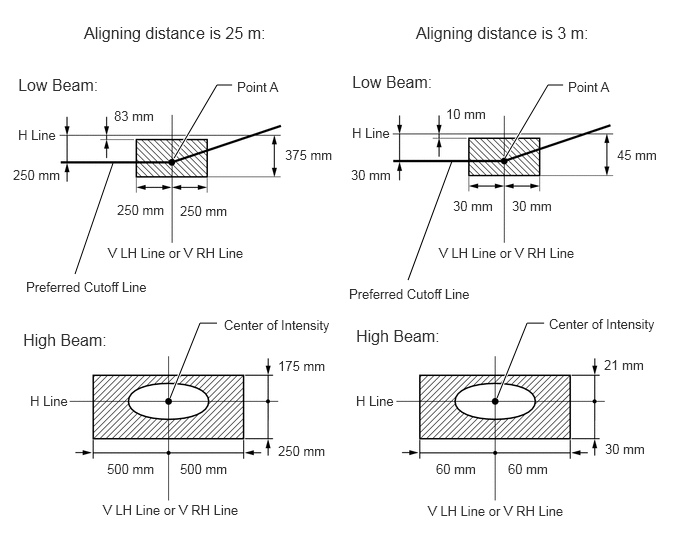 Aligning distance is 25 m:
Low Beam:
Point A
83 mm
H Line
375 mm
250 mm
250 mm
250 mm
V LH Line or V RH Line
Preferred Cutoff Line
High Beam:
Center of Intensity
175 mm
H Line
250 mm
500 mm
500 mm
V LH Line or V RH Line
Aligning distance is 3 m:
Low Beam:
Point A
10 mm
H Line
45 mm
30 mm
30 mm
30 mm
V LH Line or V RH Line
Preferred Cutoff Line
High Beam:
Center of Intensity
21 mm
H Line
30 mm
60 mm
60 mm
V LH Line or V RH Line